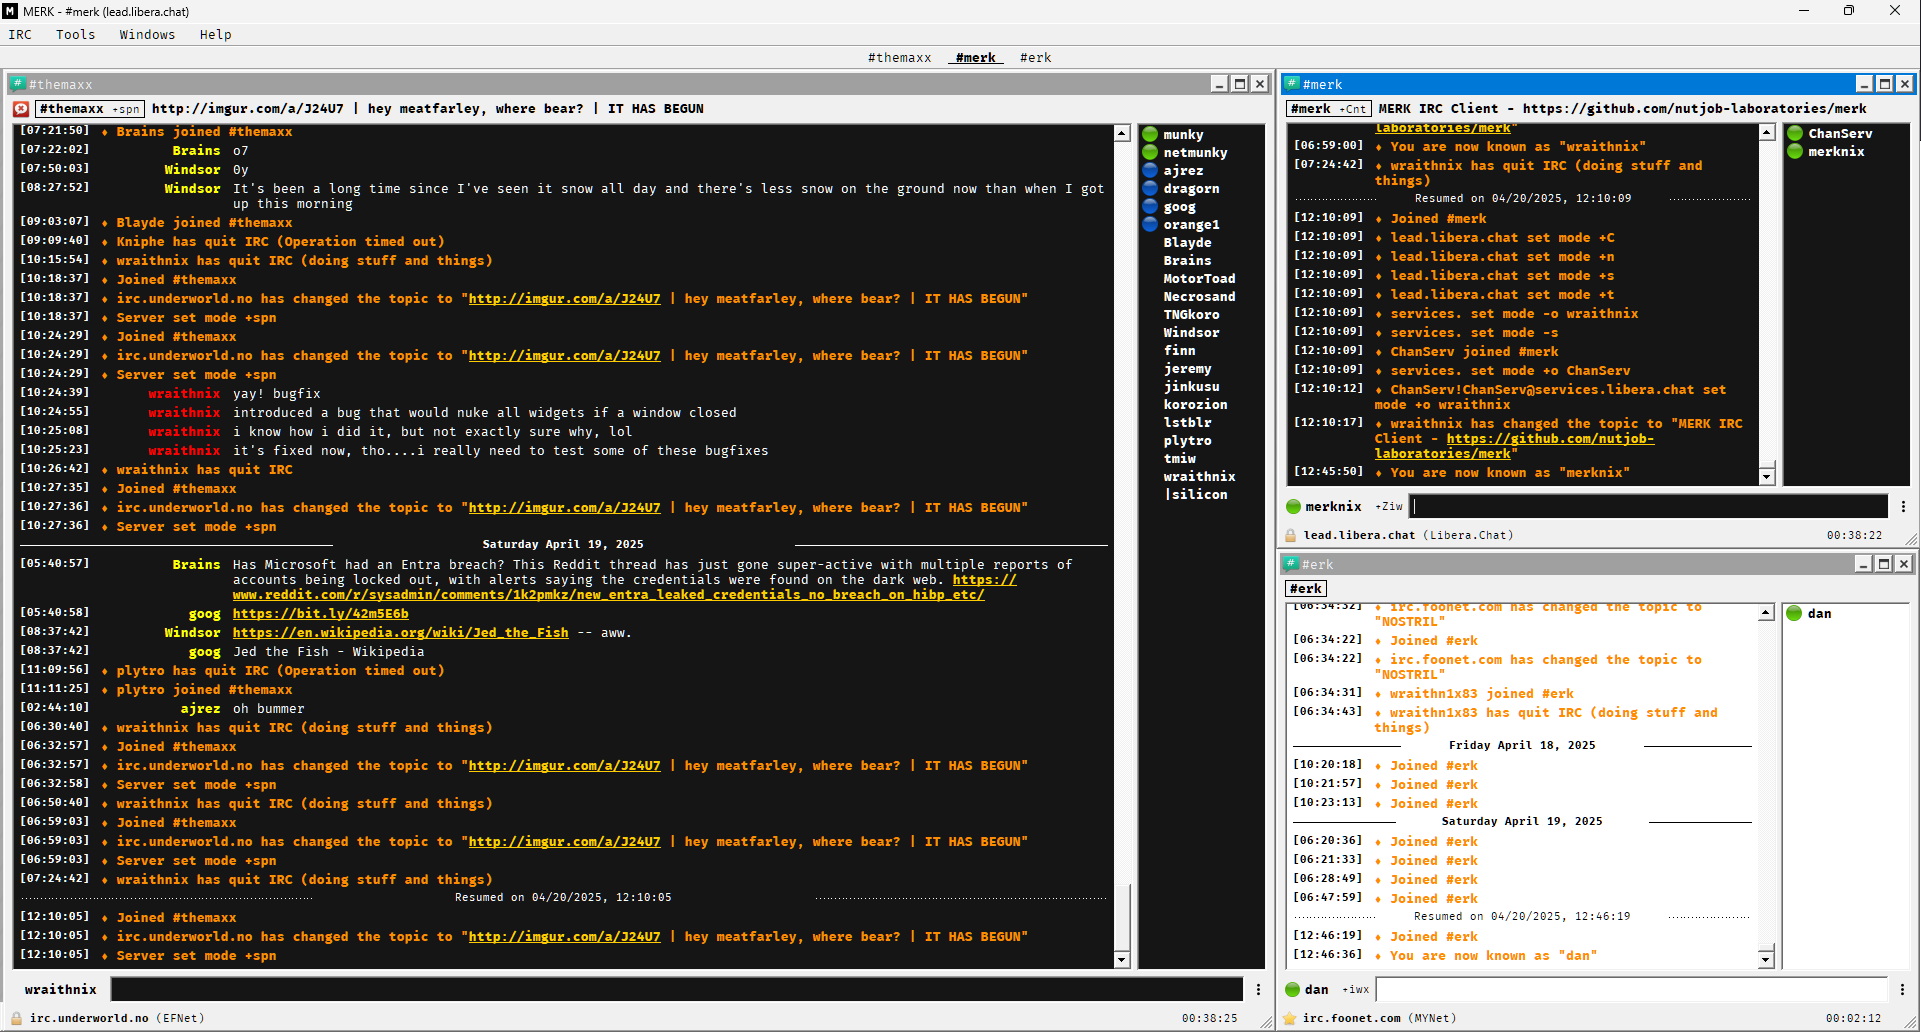 MERK - #merk (lead.libera.chat)
IRC Tools Windows Help
#themaxx #merk #erk
#themaxx
#themaxx +spn http://imgur.com/a/J24U7 | hey meatfarley, where bear? | IT HAS BEGUN
[07:21:50] ♦ Brains joined #themaxx
[07:22:02] Brains o7
[07:50:03] Windsor 0y
[08:27:52] Windsor It's been a long time since I've seen it snow all day and there's less snow on the ground now than when I got
up this morning
[09:03:07] ♦ Blayde joined #themaxx
[09:09:40] ♦ Kniphe has quit IRC (Operation timed out)
[10:15:54] ♦ wraithnix has quit IRC (doing stuff and things)
[10:18:37] ♦ Joined #themaxx
[10:18:37] ♦ irc.underworld.no has changed the topic to "http://imgur.com/a/J24U7 | hey meatfarley, where bear? | IT HAS BEGUN"
[10:18:37] ♦ Server set mode +spn
[10:24:29] ♦ Joined #themaxx
[10:24:29] ♦ irc.underworld.no has changed the topic to "http://imgur.com/a/J24U7 | hey meatfarley, where bear? | IT HAS BEGUN"
[10:24:29] ♦ Server set mode +spn
[10:24:39] wraithnix yay! bugfix
[10:24:55] wraithnix introduced a bug that would nuke all widgets if a window closed
[10:25:08] wraithnix i know how i did it, but not exactly sure why, lol
[10:25:23] wraithnix it's fixed now, tho....i really need to test some of these bugfixes
[10:26:42] ♦ wraithnix has quit IRC
[10:27:35] ♦ Joined #themaxx
[10:27:36] ♦ irc.underworld.no has changed the topic to "http://imgur.com/a/J24U7 | hey meatfarley, where bear? | IT HAS BEGUN"
[10:27:36] ♦ Server set mode +spn
Saturday April 19, 2025
[05:40:57] Brains Has Microsoft had an Entra breach? This Reddit thread has just gone super-active with multiple reports of
accounts being locked out, with alerts saying the credentials were found on the dark web. https://
www.reddit.com/r/sysadmin/comments/1k2pmkz/new_entra_leaked_credentials_no_breach_on_hibp_etc/
[05:40:58] goog https://bit.ly/42m5E6b
[08:37:42] Windsor https://en.wikipedia.org/wiki/Jed_the_Fish -- aww.
[08:37:42] goog Jed the Fish - Wikipedia
[11:09:56] ♦ plytro has quit IRC (Operation timed out)
[11:11:25] ♦ plytro joined #themaxx
[02:44:10] ajrez oh bummer
[06:30:40] ♦ wraithnix has quit IRC (doing stuff and things)
[06:32:57] ♦ Joined #themaxx
[06:32:57] ♦ irc.underworld.no has changed the topic to "http://imgur.com/a/J24U7 | hey meatfarley, where bear? | IT HAS BEGUN"
[06:32:58] ♦ Server set mode +spn
[06:50:40] ♦ wraithnix has quit IRC (doing stuff and things)
[06:59:03] ♦ Joined #themaxx
[06:59:03] ♦ irc.underworld.no has changed the topic to "http://imgur.com/a/J24U7 | hey meatfarley, where bear? | IT HAS BEGUN"
[06:59:03] ♦ Server set mode +spn
[07:24:42] ♦ wraithnix has quit IRC (doing stuff and things)
Resumed on 04/20/2025, 12:10:05
[12:10:05] ♦ Joined #themaxx
[12:10:05] ♦ irc.underworld.no has changed the topic to "http://imgur.com/a/J24U7 | hey meatfarley, where bear? | IT HAS BEGUN"
[12:10:05] ♦ Server set mode +spn
munky
netmunky
ajrez
dragorn
goog
orange1
Blayde
Brains
MotorToad
Necrosand
TNGkoro
Windsor
finn
jeremy
jinkusu
korozion
lstblr
plytro
tmiw
wraithnix
|silicon
wraithnix
irc.underworld.no (EFNet) 00:38:25
#merk
#merk +Cnt MERK IRC Client - https://github.com/nutjob-laboratories/merk
laboratories/merk"
[06:59:00] ♦ You are now known as "wraithnix"
[07:24:42] ♦ wraithnix has quit IRC (doing stuff and
things)
Resumed on 04/20/2025, 12:10:09
[12:10:09] ♦ Joined #merk
[12:10:09] ♦ lead.libera.chat set mode +C
[12:10:09] ♦ lead.libera.chat set mode +n
[12:10:09] ♦ lead.libera.chat set mode +s
[12:10:09] ♦ lead.libera.chat set mode +t
[12:10:09] ♦ services. set mode -o wraithnix
[12:10:09] ♦ services. set mode -s
[12:10:09] ♦ ChanServ joined #merk
[12:10:09] ♦ services. set mode +o ChanServ
[12:10:12] ♦ ChanServ!ChanServ@services.libera.chat set
mode +o wraithnix
[12:10:17] ♦ wraithnix has changed the topic to "MERK IRC
Client - https://github.com/nutjob-
laboratories/merk"
[12:45:50] ♦ You are now known as "merknix"
ChanServ
merknix
merknix +Ziw
lead.libera.chat (Libera.Chat) 00:38:22
#erk
#erk
[06:34:32] ♦ irc.foonet.com has changed the topic to
"NOSTRIL"
[06:34:22] ♦ Joined #erk
[06:34:22] ♦ irc.foonet.com has changed the topic to
"NOSTRIL"
[06:34:31] ♦ wraithn1x83 joined #erk
[06:34:43] ♦ wraithn1x83 has quit IRC (doing stuff and
things)
Friday April 18, 2025
[10:20:18] ♦ Joined #erk
[10:21:57] ♦ Joined #erk
[10:23:13] ♦ Joined #erk
Saturday April 19, 2025
[06:20:36] ♦ Joined #erk
[06:21:33] ♦ Joined #erk
[06:28:49] ♦ Joined #erk
[06:47:59] ♦ Joined #erk
Resumed on 04/20/2025, 12:46:19
[12:46:19] ♦ Joined #erk
[12:46:36] ♦ You are now known as "dan"
dan
dan +iwx
irc.foonet.com (MYNet) 00:02:12